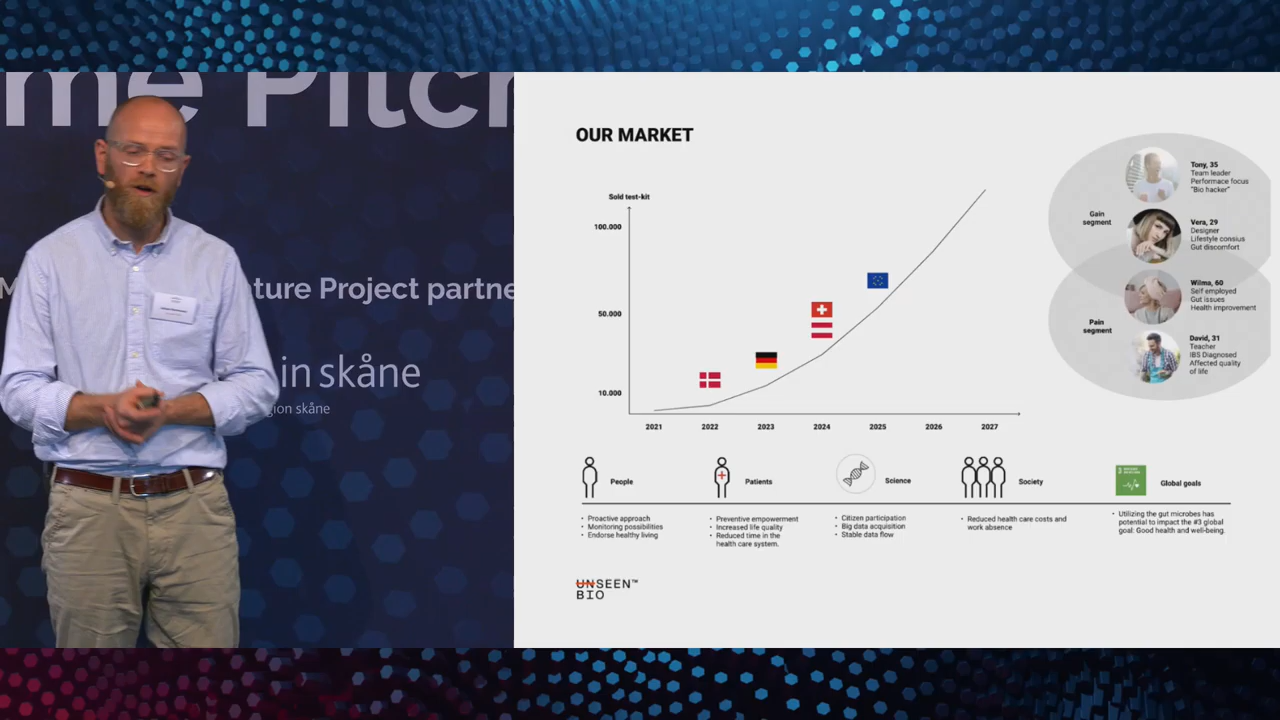 me Pitch
ture Project partne
in skåne
gion skåne
OUR MARKET
Sold test-kit
100.000
50.000
10.000
2021 2022 2023 2024 2025 2026 2027
Gain
segment
Tony, 35
Team leader
Performace focus
"Bio hacker"
Vera, 29
Designer
Lifestyle consius
Gut discomfort
Pain
segment
Wilma, 60
Self employed
Gut issues
Health improvement
David, 31
Teacher
IBS Diagnosed
Affected quality
of life
People
• Proactive approach
• Monitoring possibilities
• Endorse healthy living
Patients
• Preventive empowerment
• Increased life quality
• Reduced time in the
health care system.
Science
• Citizen participation
• Big data acquisition
• Stable data flow
Society
• Reduced health care costs and
work absence
Global goals
• Utilizing the gut microbes has
potential to impact the #3 global
goal: Good health and well-being.
UNSEEN™
BIO